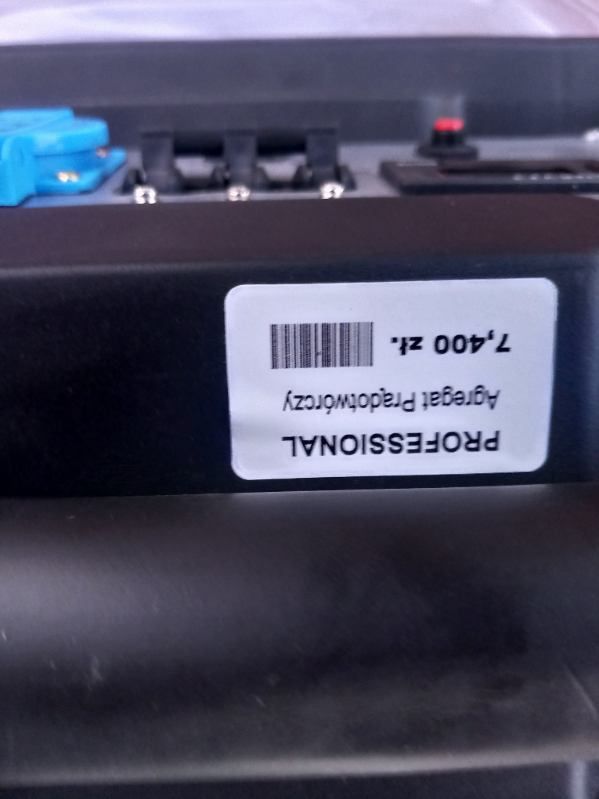 PROFESSIONAL
Agregat Prądotwórczy
7,400 zł.